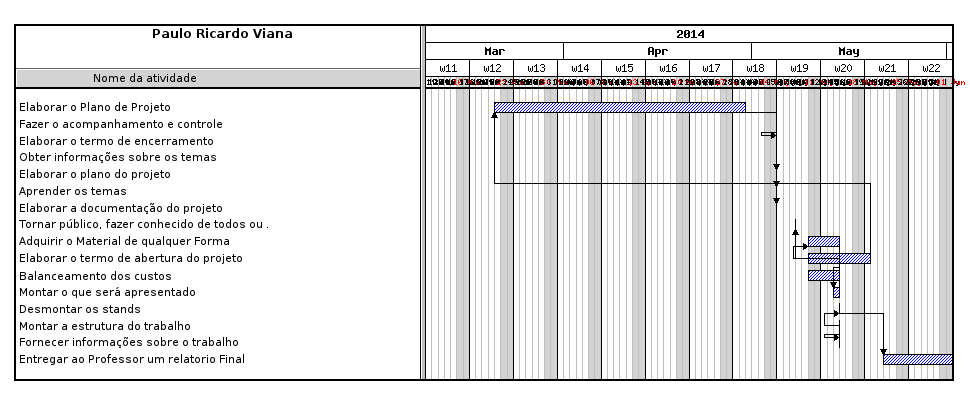 Paulo Ricardo Viana
2014
Mar Apr May
w11 w12 w13 w14 w15 w16 w17 w18 w19 w20 w21 w22
Nome da atividade
Elaborar o Plano de Projeto
Fazer o acompanhamento e controle
Elaborar o termo de encerramento
Obter informações sobre os temas
Elaborar o plano do projeto
Aprender os temas
Elaborar a documentação do projeto
Tornar público, fazer conhecido de todos ou .
Adquirir o Material de qualquer Forma
Elaborar o termo de abertura do projeto
Balanceamento dos custos
Montar o que será apresentado
Desmontar os stands
Montar a estrutura do trabalho
Fornecer informações sobre o trabalho
Entregar ao Professor um relatorio Final